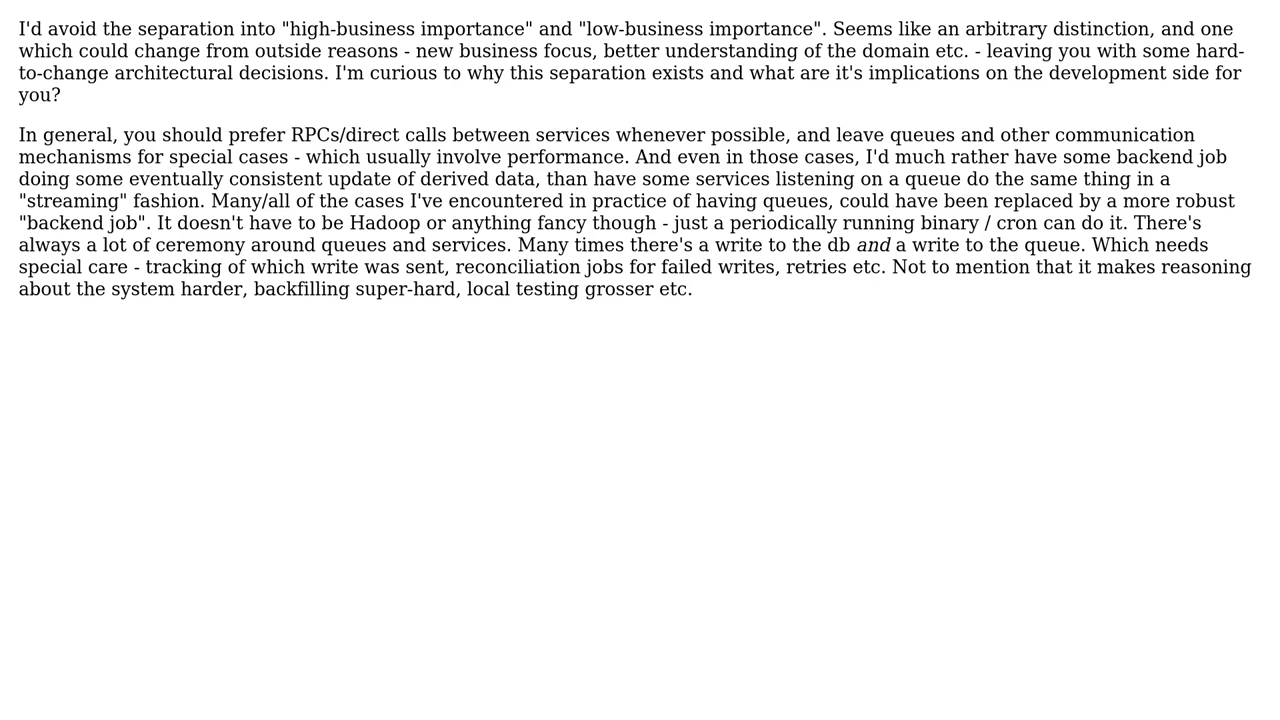 I'd avoid the separation into "high-business importance" and "low-business importance". Seems like an arbitrary distinction, and one
which could change from outside reasons - new business focus, better understanding of the domain etc. - leaving you with some hard-
to-change architectural decisions. I'm curious to why this separation exists and what are it's implications on the development side for
you?
In general, you should prefer RPCs/direct calls between services whenever possible, and leave queues and other communication
mechanisms for special cases - which usually involve performance. And even in those cases, I'd much rather have some backend job
doing some eventually consistent update of derived data, than have some services listening on a queue do the same thing in a
"streaming" fashion. Many/all of the cases I've encountered in practice of having queues, could have been replaced by a more robust
"backend job". It doesn't have to be Hadoop or anything fancy though - just a periodically running binary / cron can do it. There's
always a lot of ceremony around queues and services. Many times there's a write to the db and a write to the queue. Which needs
special care - tracking of which write was sent, reconciliation jobs for failed writes, retries etc. Not to mention that it makes reasoning
about the system harder, backfilling super-hard, local testing grosser etc.